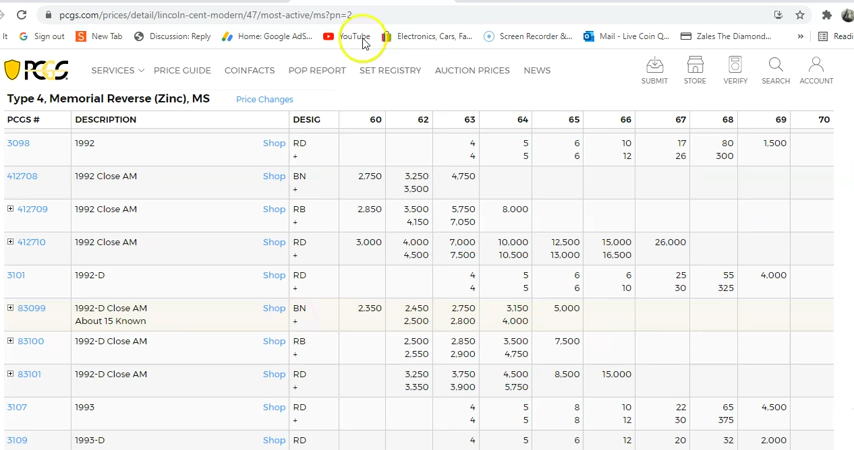 pcgs.com/prices/detail/lincoln-cent-modern/47/most-active/ms?pn=2
It Sign out New Tab Discussion: Reply Home: Google AdS... YouTube Electronics, Cars, Fa... Screen Recorder &... Mail - Live Coin Q... Zales The Diamond... » Readi
PCGS SERVICES PRICE GUIDE COINFACTS POP REPORT SET REGISTRY AUCTION PRICES NEWS SUBMIT STORE VERIFY SEARCH ACCOUNT
Type 4, Memorial Reverse (Zinc), MS Price Changes
PCGS # DESCRIPTION DESIG 60 62 63 64 65 66 67 68 69 70
3098 1992 Shop RD 4 5 6 10 17 80 1,500
+ 4 5 6 12 26 300
412708 1992 Close AM Shop BN 2,750 3,250 4,750
+ 3,500
412709 1992 Close AM Shop RB 2,850 3,500 5,750 8,000
+ 4,150 7,050
412710 1992 Close AM Shop RD 3,000 4,000 7,000 10,000 12,500 15,000 26,000
+ 4,500 7,500 10,500 13,000 16,500
3101 1992-D Shop RD 4 5 6 6 25 55 4,000
+ 4 5 6 10 30 325
83099 1992-D Close AM Shop BN 2,350 2,450 2,750 3,150 5,000
About 15 Known + 2,500 2,800 4,000
83100 1992-D Close AM Shop RB 2,500 2,850 3,500 7,500
+ 2,550 2,900 4,750
83101 1992-D Close AM Shop RD 3,250 3,750 4,500 8,500 15,000
+ 3,350 3,900 5,750
3107 1993 Shop RD 4 5 8 10 22 65 4,500
+ 4 5 8 12 30 375
3109 1993-D Shop RD 4 5 6 12 20 32 2,000